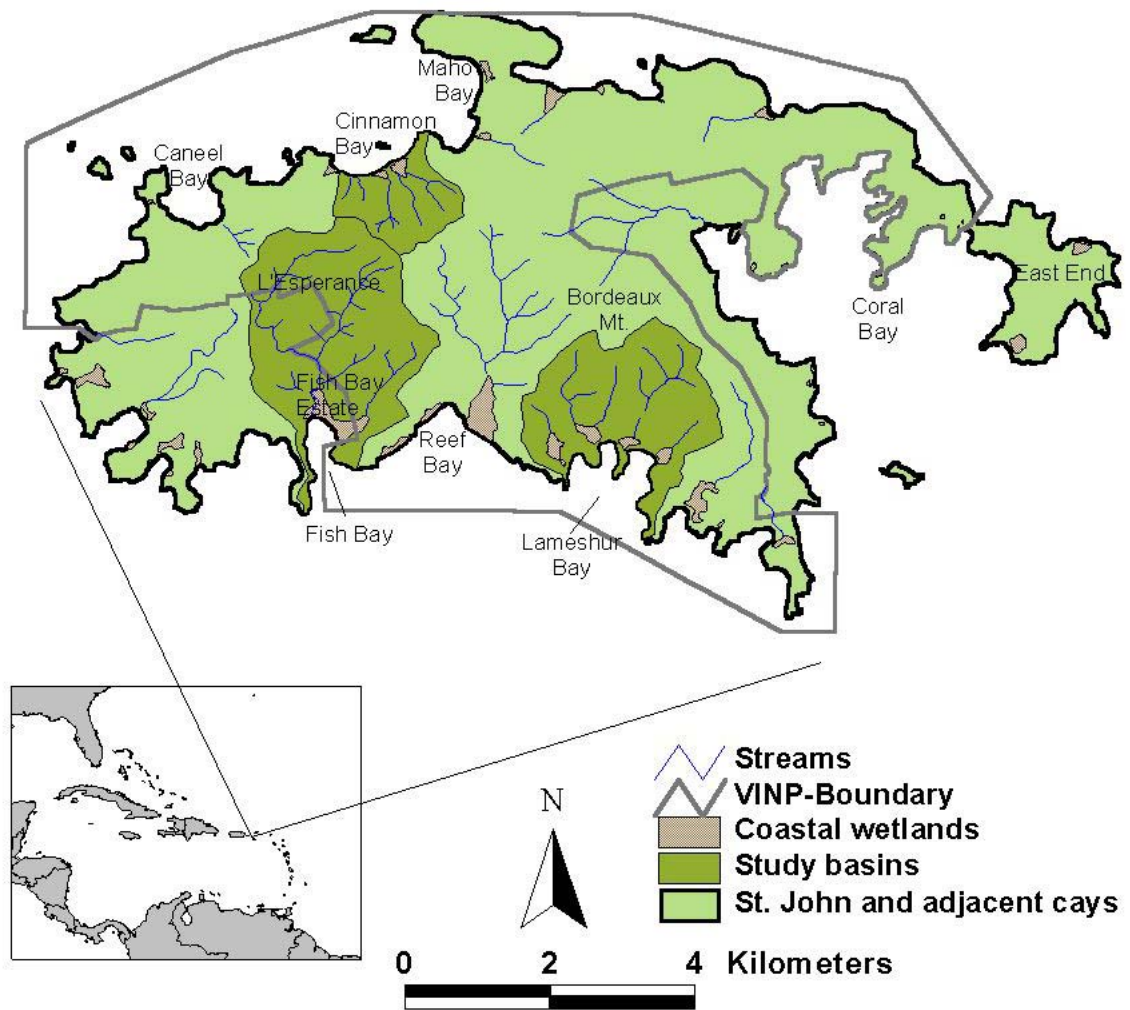 Maho
Bay
Cinnamon
Bay
Caneel
Bay
L'Esperance
Bordeaux
Mt.
East End
Coral
Bay
Fish Bay
Estate
Reef
Bay
Fish Bay
Lameshur
Bay
Streams
VINP-Boundary
Coastal wetlands
Study basins
St. John and adjacent cays
N
0 2 4 Kilometers